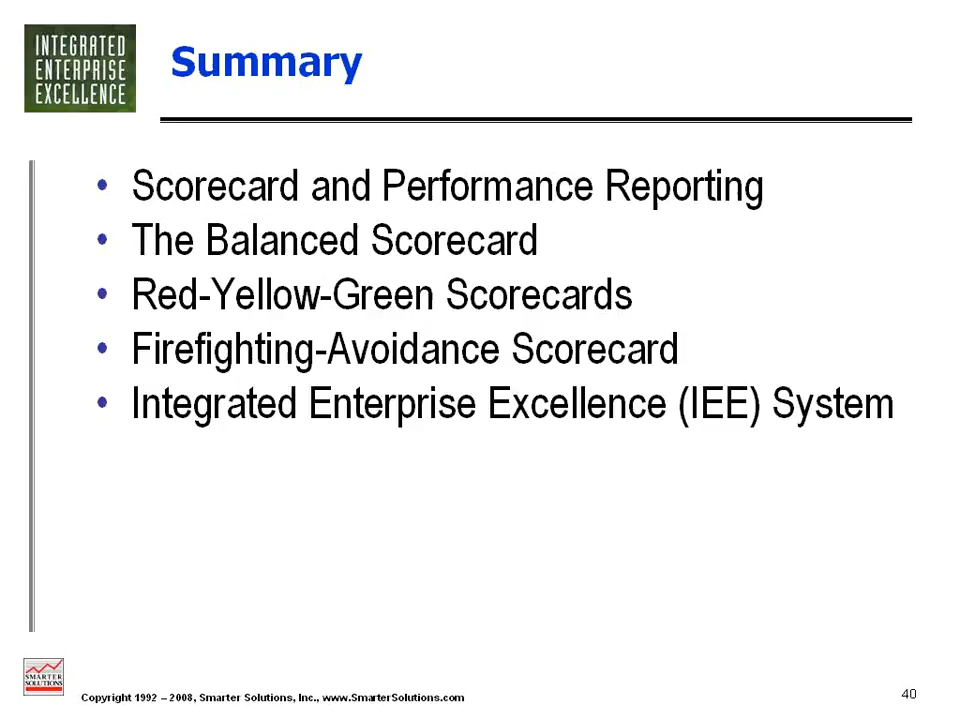 INTEGRATED
ENTERPRISE
EXCELLENCE
Summary
• Scorecard and Performance Reporting
• The Balanced Scorecard
• Red-Yellow-Green Scorecards
• Firefighting-Avoidance Scorecard
• Integrated Enterprise Excellence (IEE) System
SMARTER
SOLUTIONS
Copyright 1992 – 2008, Smarter Solutions, Inc., www.SmarterSolutions.com
40